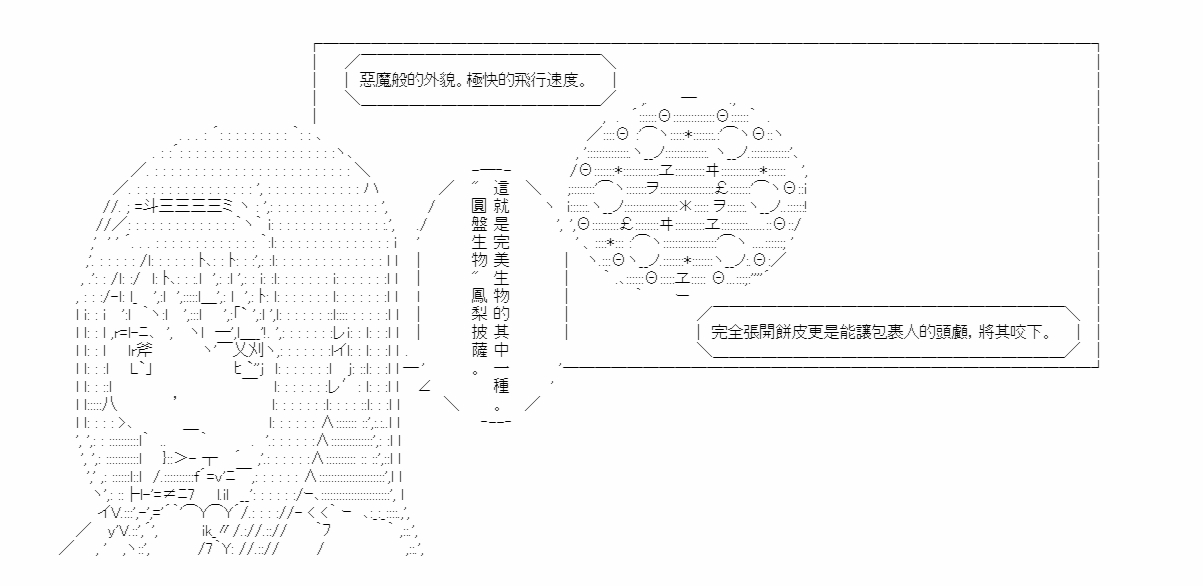 惡魔般的外貌。極快的飛行速度。
這就是完美生物的其中一種。
"圓盤生物"鳳梨披薩。
完全張開餅皮更是能讓包裹人的頭顱，將其咬下。